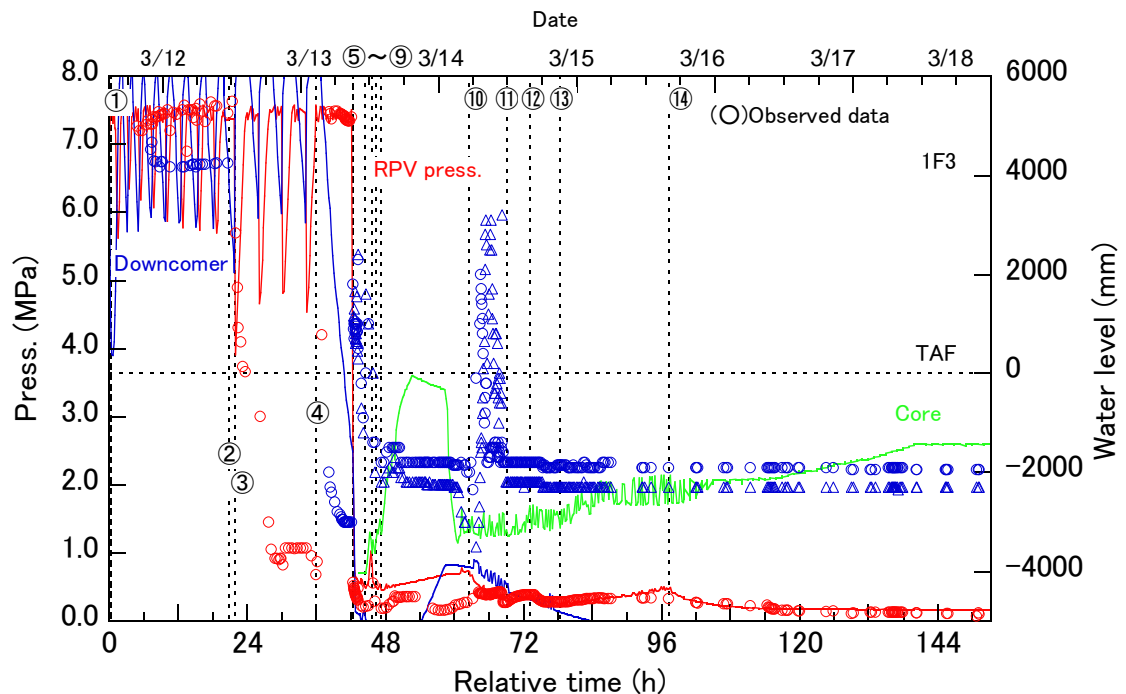 Date
3/12 3/13 ⑤～⑨ 3/14 3/15 3/16 3/17 3/18
8.0 6000
① ⑩ ⑪ ⑫ ⑬ ⑭ (○)Observed data
7.0
RPV press. 1F3 4000
6.0
Downcomer
5.0 2000
4.0
TAF 0
3.0
④ Core
② ③
2.0 -2000
1.0
-4000
0.0
0 24 48 72 96 120 144
Relative time (h)
Press. (MPa)
Water level (mm)